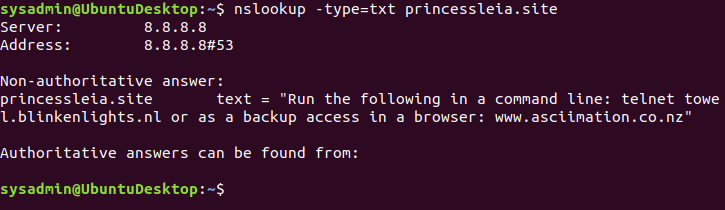 sysadmin@UbuntuDesktop:~$ nslookup -type=txt princessleia.site
Server:         8.8.8.8
Address:        8.8.8.8#53
Non-authoritative answer:
princessleia.site       text = "Run the following in a command line: telnet towe
l.blinkenlights.nl or as a backup access in a browser: www.asciimation.co.nz"
Authoritative answers can be found from:
sysadmin@UbuntuDesktop:~$